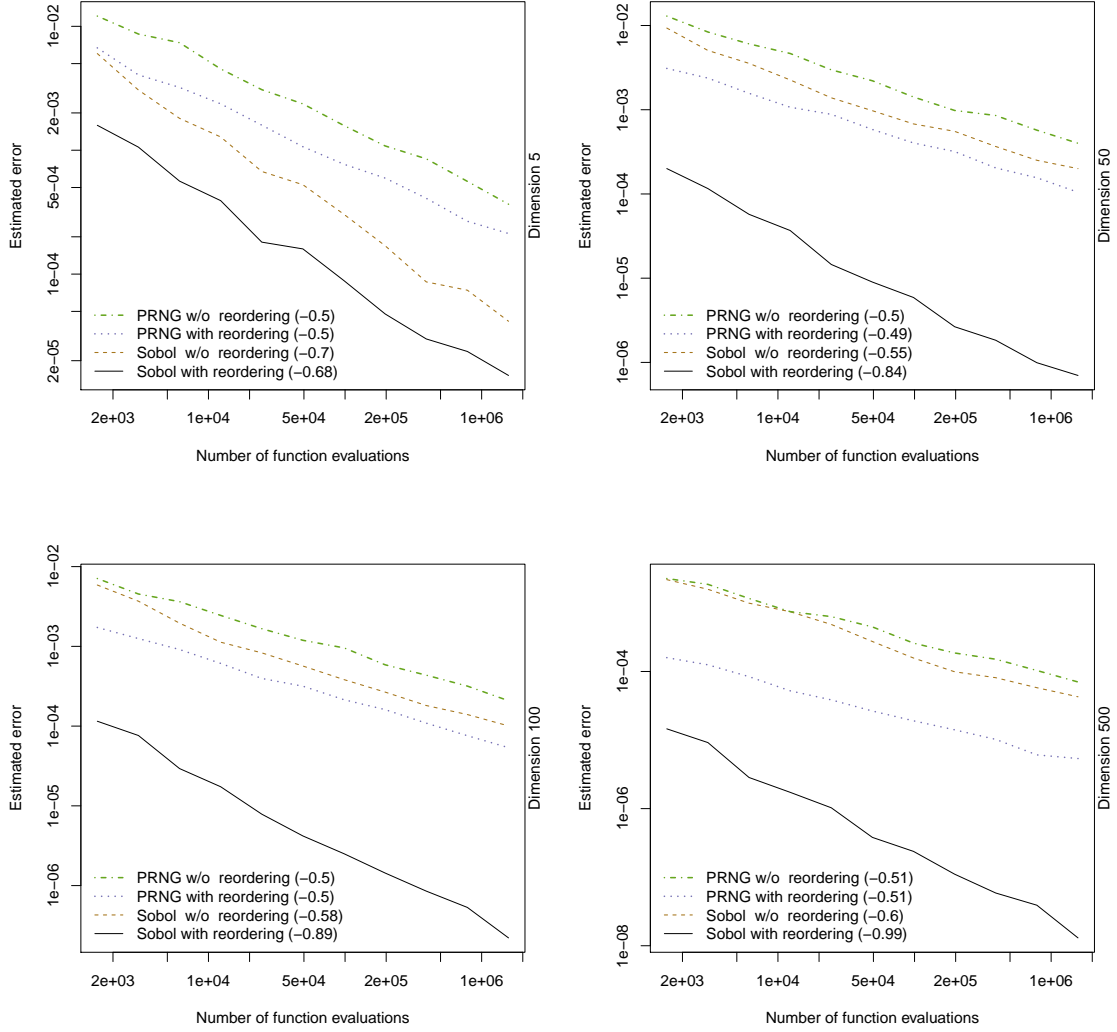 1e−02
2e−03
5e−04
1e−04
2e−05
Estimated error
Dimension 5
PRNG w/o reordering (−0.5)
PRNG with reordering (−0.5)
Sobol w/o reordering (−0.7)
Sobol with reordering (−0.68)
2e+03 1e+04 5e+04 2e+05 1e+06
Number of function evaluations
1e−02
1e−03
1e−04
1e−05
1e−06
Estimated error
Dimension 50
PRNG w/o reordering (−0.5)
PRNG with reordering (−0.49)
Sobol w/o reordering (−0.55)
Sobol with reordering (−0.84)
2e+03 1e+04 5e+04 2e+05 1e+06
Number of function evaluations
1e−02
1e−03
1e−04
1e−05
1e−06
Estimated error
Dimension 100
PRNG w/o reordering (−0.5)
PRNG with reordering (−0.5)
Sobol w/o reordering (−0.58)
Sobol with reordering (−0.89)
2e+03 1e+04 5e+04 2e+05 1e+06
Number of function evaluations
1e−04
1e−06
1e−08
Estimated error
Dimension 500
PRNG w/o reordering (−0.51)
PRNG with reordering (−0.51)
Sobol w/o reordering (−0.6)
Sobol with reordering (−0.99)
2e+03 1e+04 5e+04 2e+05 1e+06
Number of function evaluations